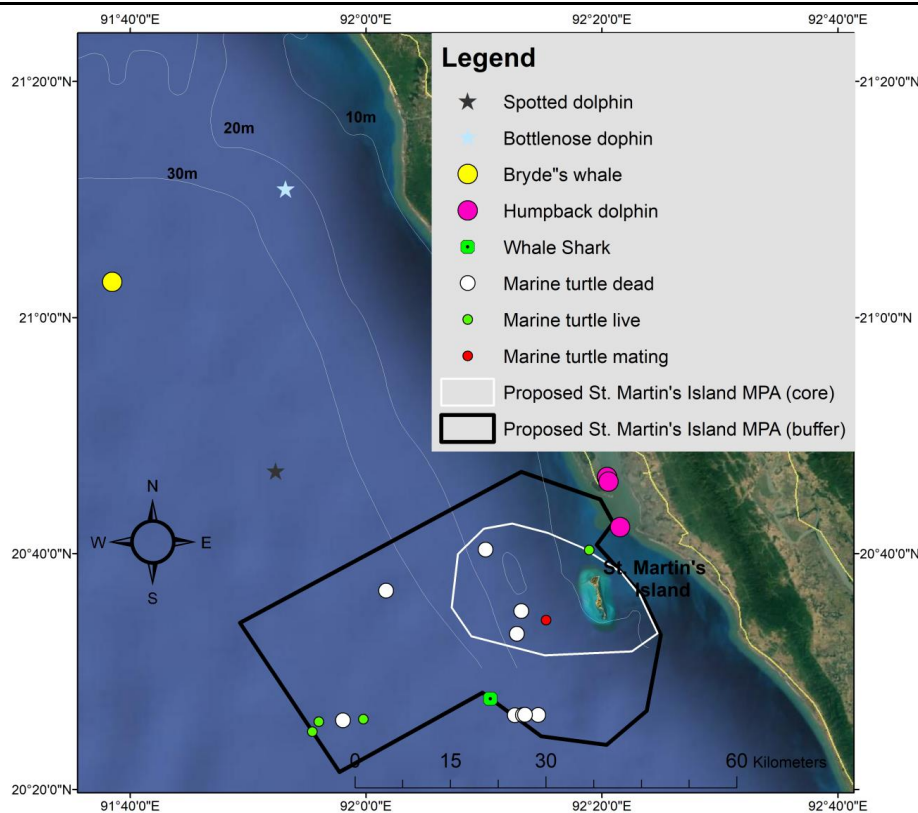 91°40'0"E 92°0'0"E 92°20'0"E 92°40'0"E
21°20'0"N
21°20'0"N
Legend
Spotted dolphin
Bottlenose dophin
Bryde"s whale
Humpback dolphin
Whale Shark
Marine turtle dead
Marine turtle live
Marine turtle mating
Proposed St. Martin's Island MPA (core)
Proposed St. Martin's Island MPA (buffer)
10m
20m
30m
21°0'0"N
21°0'0"N
N
W E
S
20°40'0"N
20°40'0"N
St. Martin's
Island
0 15 30 60 Kilometers
20°20'0"N
20°20'0"N
91°40'0"E 92°0'0"E 92°20'0"E 92°40'0"E